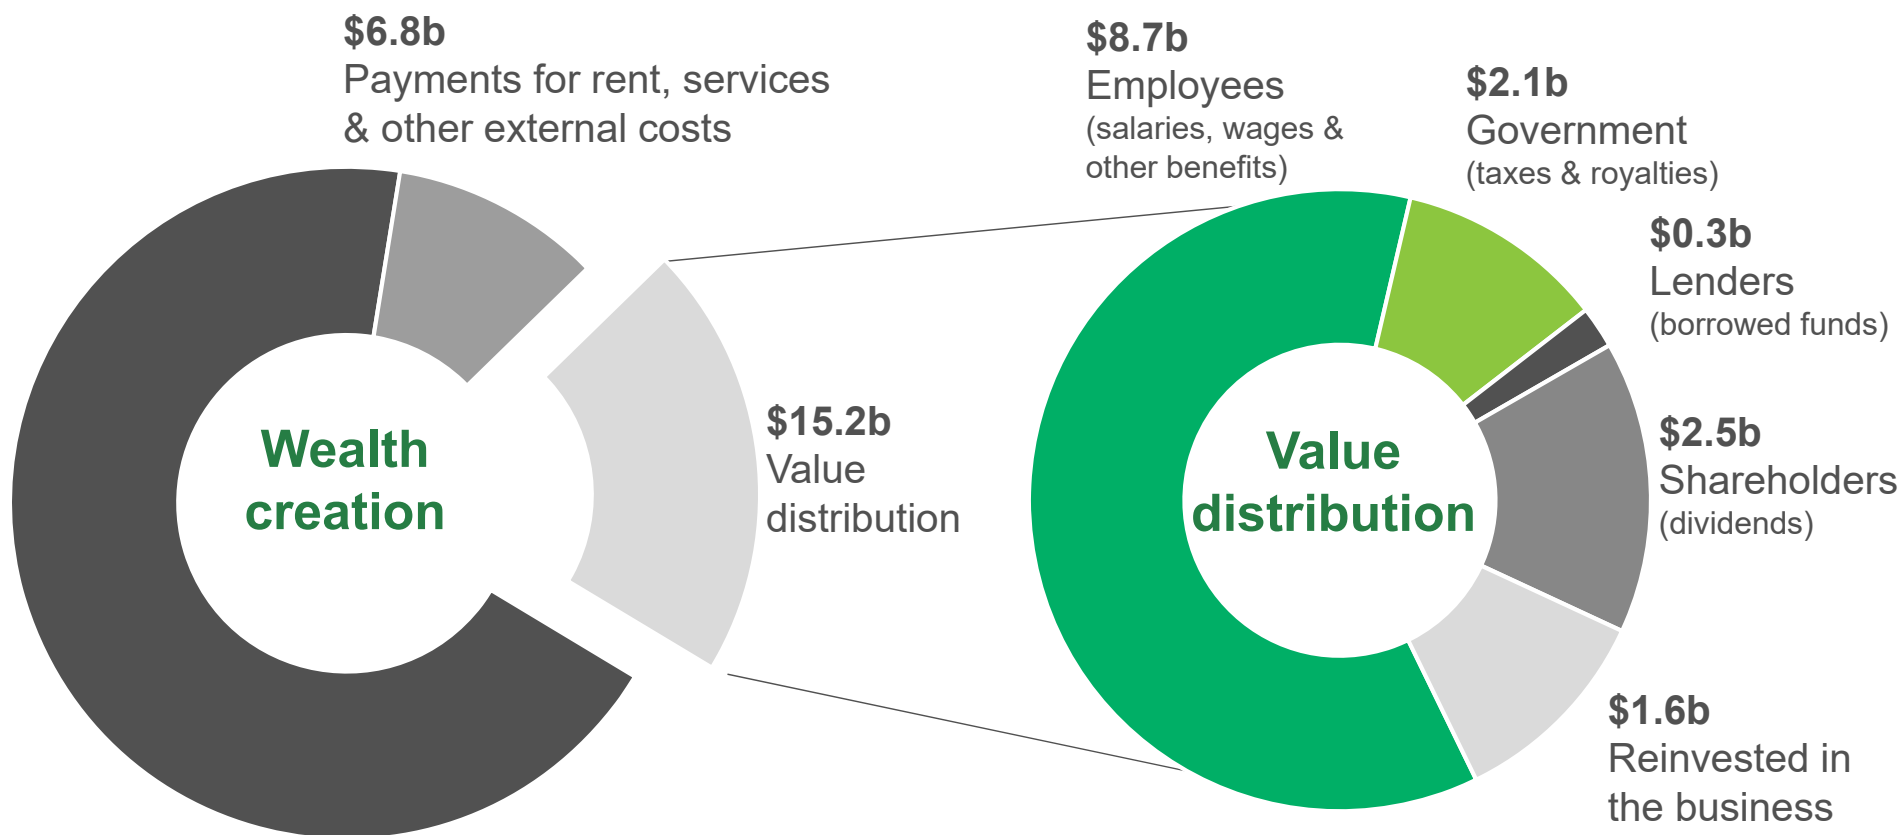 $6.8b
Payments for rent, services
& other external costs
Wealth
creation
$15.2b
Value
distribution
$8.7b
Employees
(salaries, wages &
other benefits)
$2.1b
Government
(taxes & royalties)
$0.3b
Lenders
(borrowed funds)
Value
distribution
$2.5b
Shareholders
(dividends)
$1.6b
Reinvested in
the business